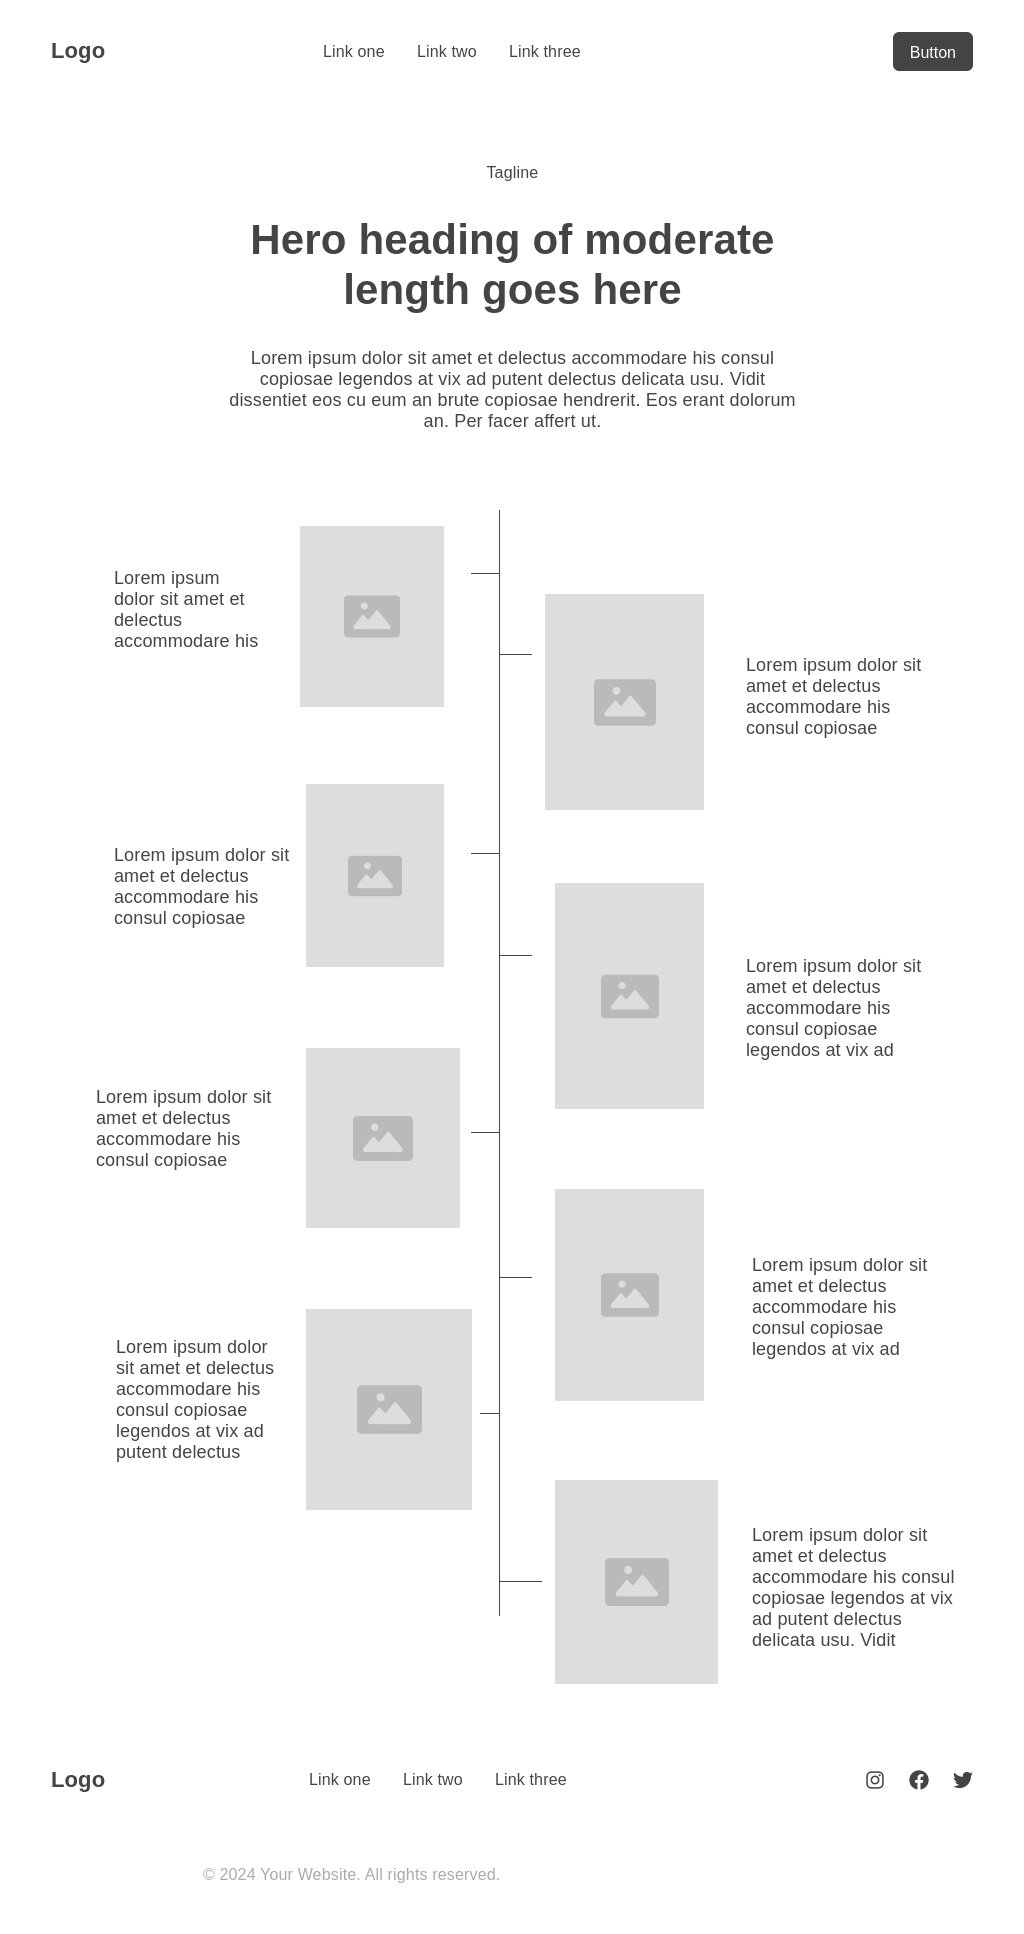 Logo
Link one
Link two
Link three
Button
Tagline
Hero heading of moderate
length goes here
Lorem ipsum dolor sit amet et delectus accommodare his consul
copiosae legendos at vix ad putent delectus delicata usu. Vidit
dissentiet eos cu eum an brute copiosae hendrerit. Eos erant dolorum
an. Per facer affert ut.
Lorem ipsum
dolor sit amet et
delectus
accommodare his
Lorem ipsum dolor sit
amet et delectus
accommodare his
consul copiosae
Lorem ipsum dolor sit
amet et delectus
accommodare his
consul copiosae
Lorem ipsum dolor sit
amet et delectus
accommodare his
consul copiosae
legendos at vix ad
Lorem ipsum dolor sit
amet et delectus
accommodare his
consul copiosae
Lorem ipsum dolor sit
amet et delectus
accommodare his
consul copiosae
legendos at vix ad
Lorem ipsum dolor
sit amet et delectus
accommodare his
consul copiosae
legendos at vix ad
putent delectus
Lorem ipsum dolor sit
amet et delectus
accommodare his consul
copiosae legendos at vix
ad putent delectus
delicata usu. Vidit
Logo
Link one
Link two
Link three
© 2024 Your Website. All rights reserved.